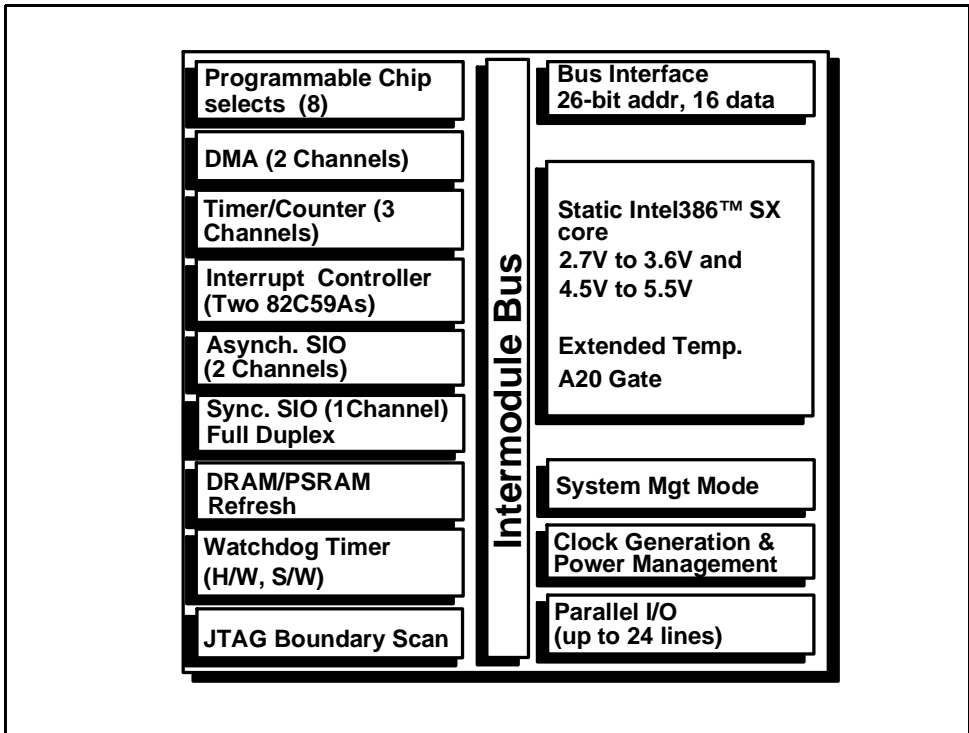 Programmable Chip
selects (8)
DMA (2 Channels)
Timer/Counter (3
Channels)
Interrupt Controller
(Two 82C59As)
Asynch. SIO
(2 Channels)
Sync. SIO (1Channel)
Full Duplex
DRAM/PSRAM
Refresh
Watchdog Timer
(H/W, S/W)
JTAG Boundary Scan
Intermodule Bus
Bus Interface
26-bit addr, 16 data
Static Intel386™ SX
core
2.7V to 3.6V and
4.5V to 5.5V
Extended Temp.
A20 Gate
System Mgt Mode
Clock Generation &
Power Management
Parallel I/O
(up to 24 lines)